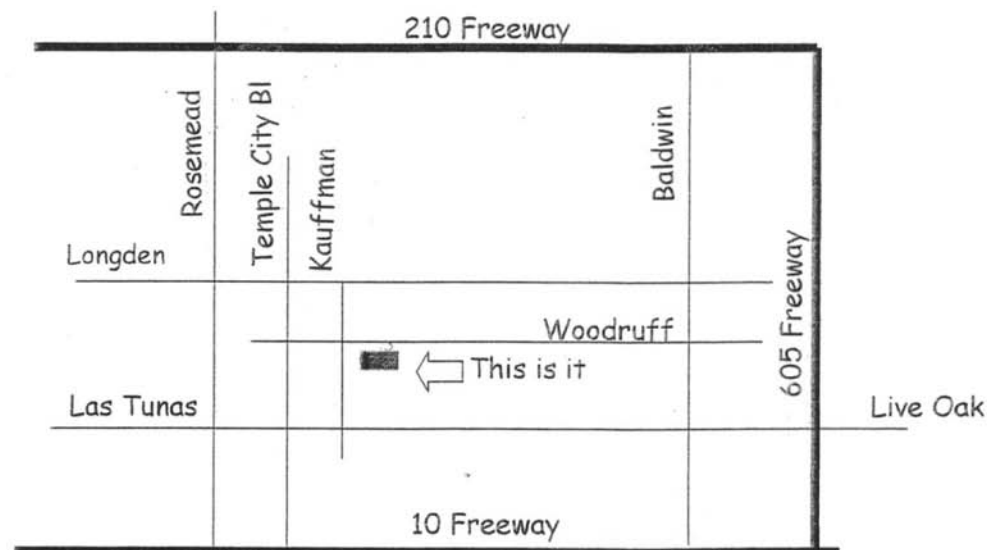 210 Freeway
Rosemead
Temple City Bl
Kauffman
Baldwin
Longden
Woodruff
605 Freeway
This is it
Las Tunas
Live Oak
10 Freeway